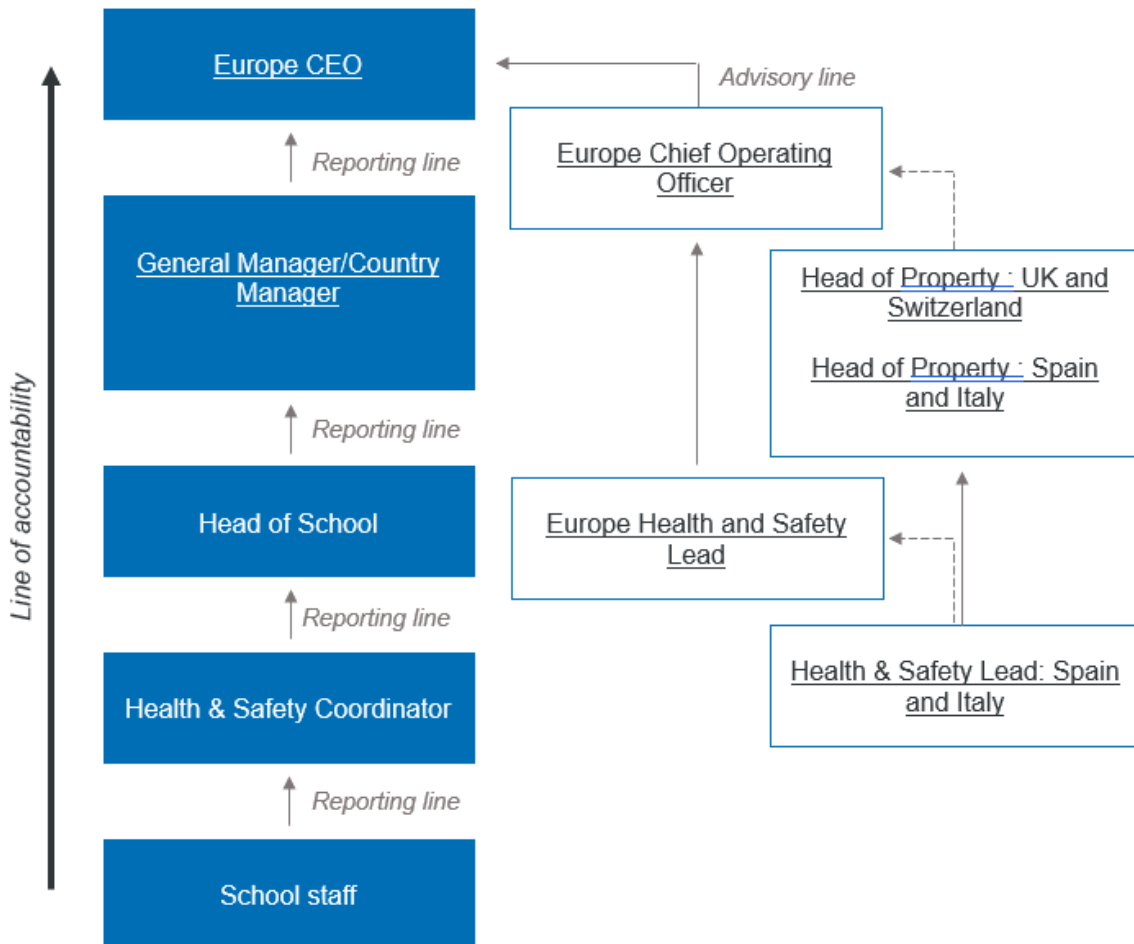 Europe CEO
Advisory line
Reporting line
Europe Chief Operating
Officer
General Manager/Country
Manager
Head of Property : UK and
Switzerland
Head of Property : Spain
and Italy
Line of accountability
Reporting line
Head of School
Europe Health and Safety
Lead
Reporting line
Health & Safety Coordinator
Health & Safety Lead: Spain
and Italy
Reporting line
School staff